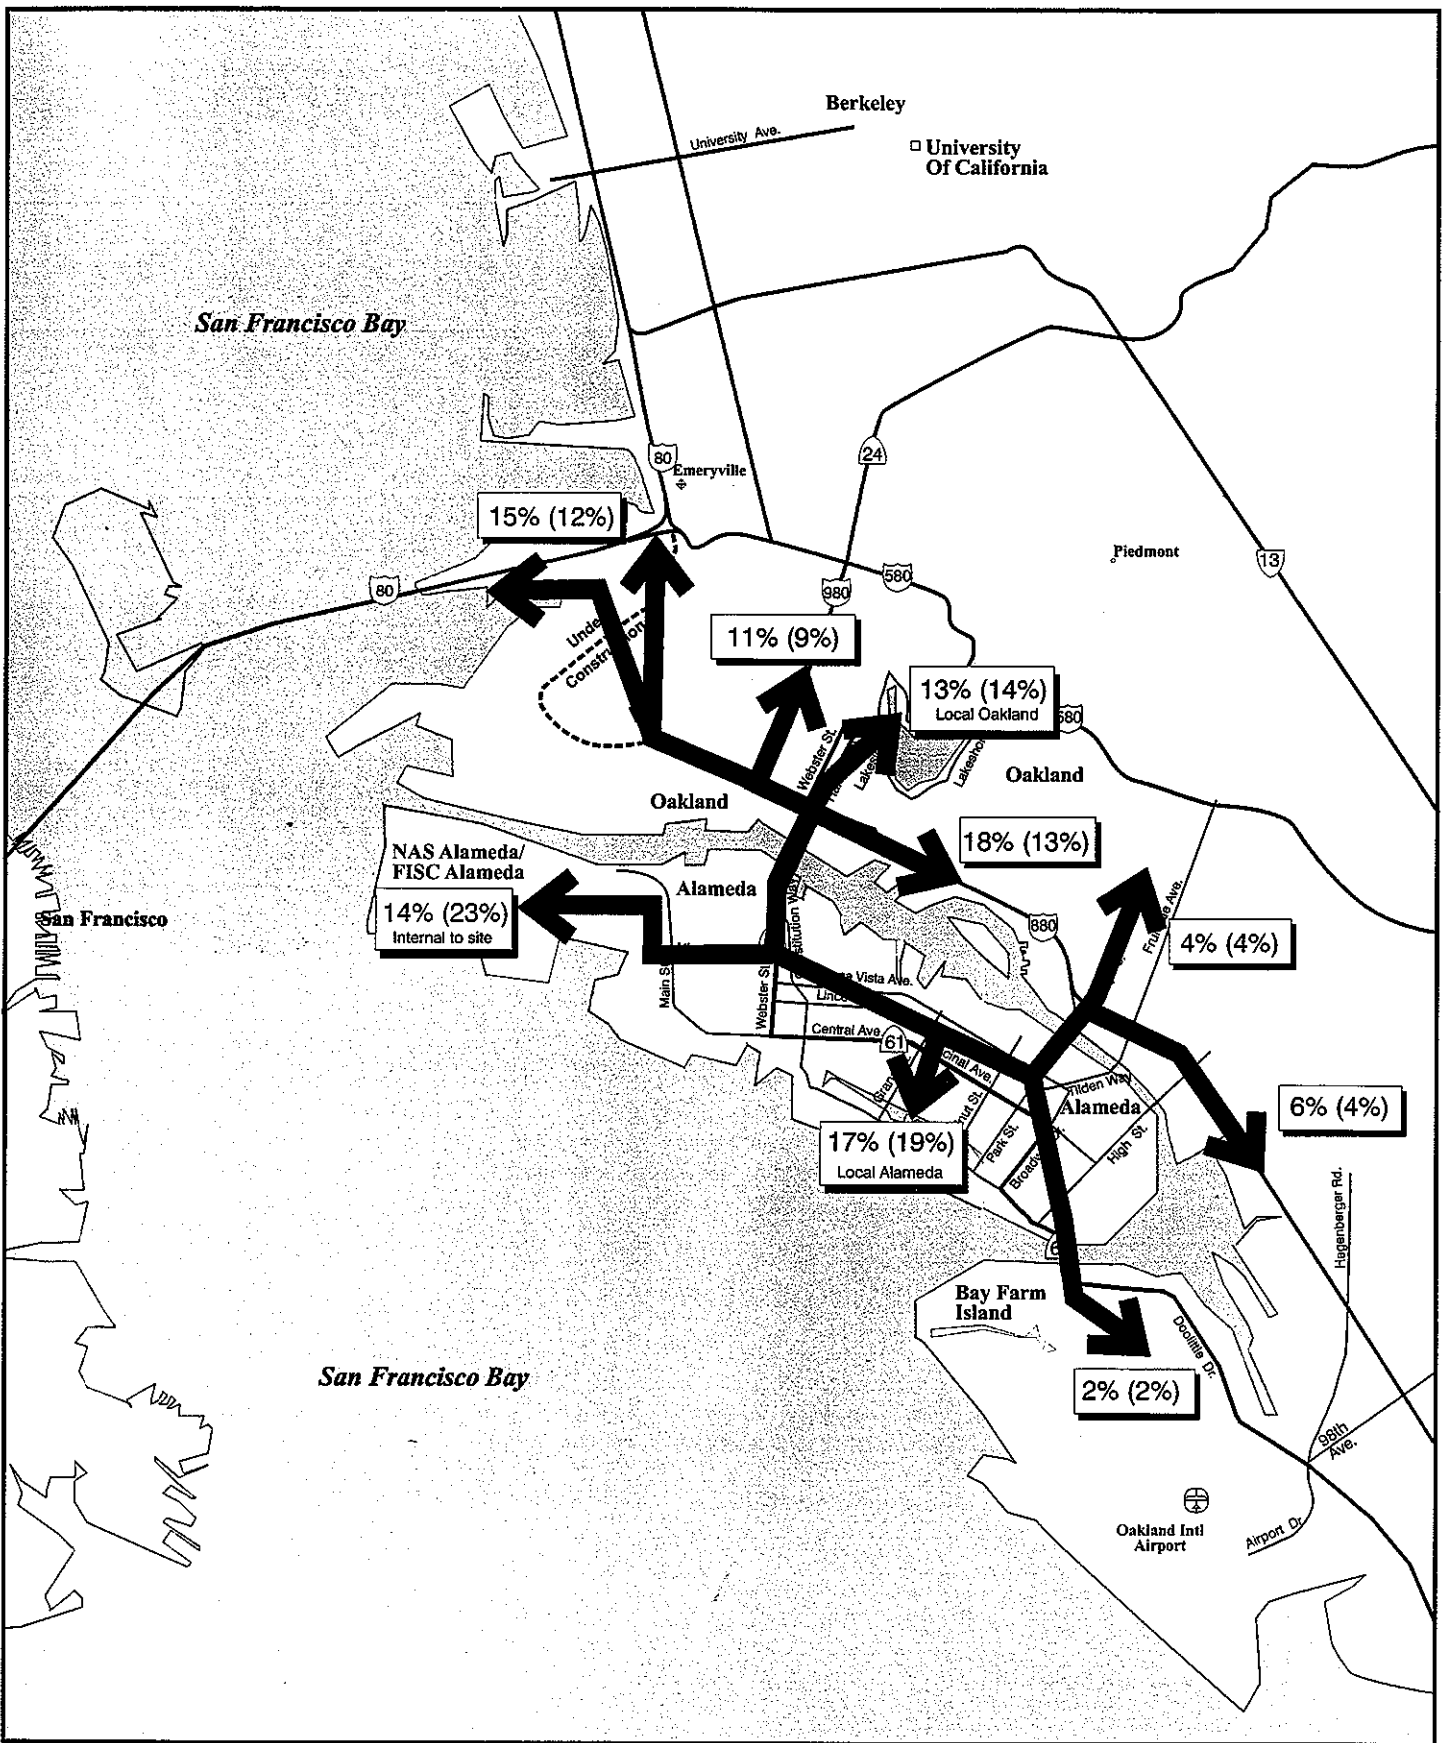 Berkeley
University Ave.
University
Of California
San Francisco Bay
80
Emeryville
24
15% (12%)
Piedmont
13
80
580
980
Under
Construction
11% (9%)
13% (14%)
Local Oakland
Webster St.
Oakland
Oakland
18% (13%)
NAS Alameda/
FISC Alameda
Alameda
14% (23%)
Internal to site
San Francisco
880
4% (4%)
Vista Ave.
Main St.
Webster St.
Central Ave.
61
Tilden Way
Alameda
Park St.
High St.
6% (4%)
17% (19%)
Local Alameda
Hagenberger Rd.
Bay Farm
Island
Doolittle Dr.
San Francisco Bay
2% (2%)
98th
Ave.
Oakland Intl
Airport
Airport Dr.